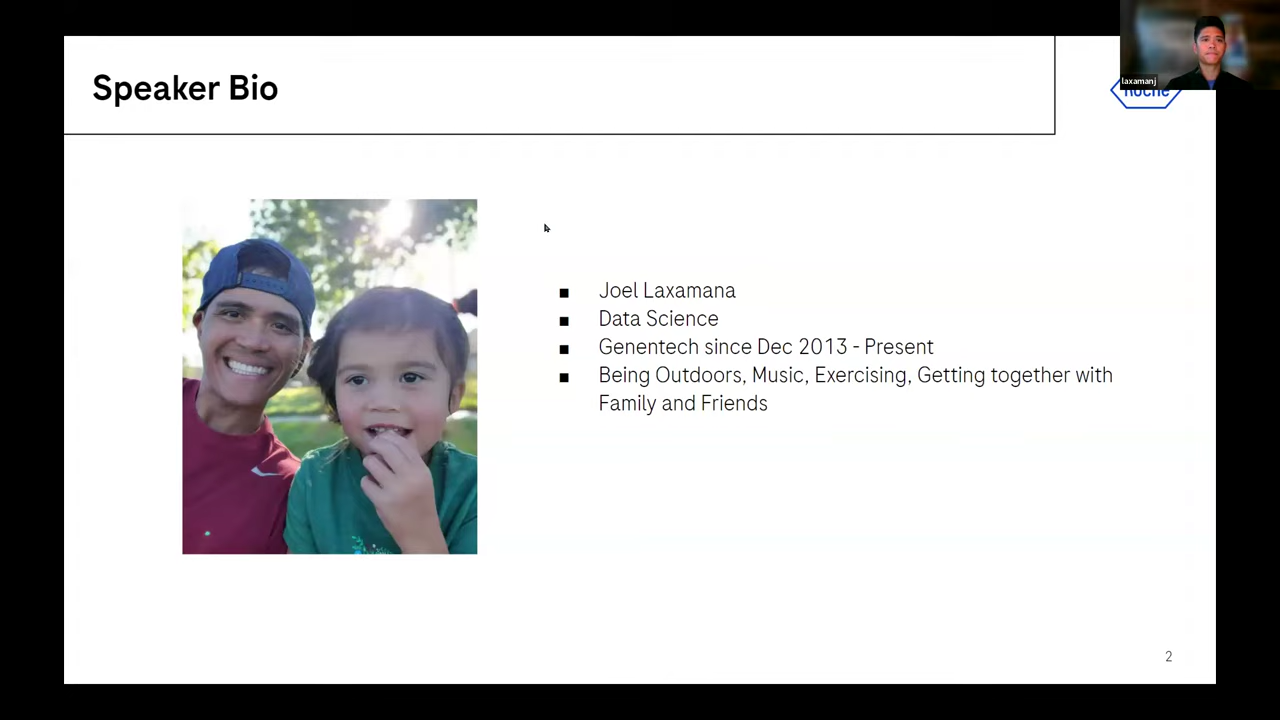 Speaker Bio
laxamanj
Roche
■ Joel Laxamana
■ Data Science
■ Genentech since Dec 2013 - Present
■ Being Outdoors, Music, Exercising, Getting together with
Family and Friends
2